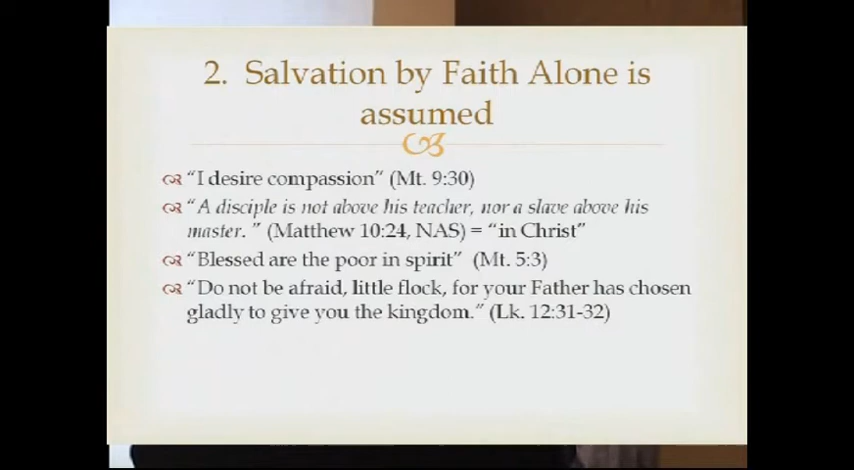 2. Salvation by Faith Alone is
assumed
“I desire compassion” (Mt. 9:30)
“A disciple is not above his teacher, nor a slave above his
master. ” (Matthew 10:24, NAS) = “in Christ”
“Blessed are the poor in spirit” (Mt. 5:3)
“Do not be afraid, little flock, for your Father has chosen
gladly to give you the kingdom.” (Lk. 12:31-32)